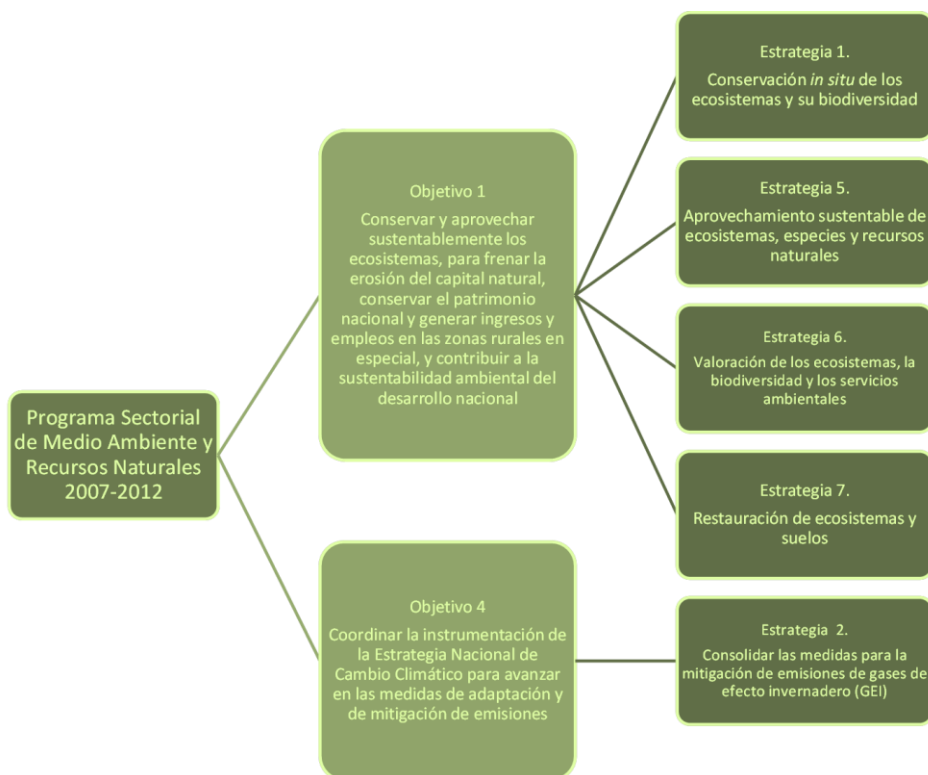 Programa Sectorial
de Medio Ambiente y
Recursos Naturales
2007-2012
Objetivo 1
Conservar y aprovechar
sustentablemente los
ecosistemas, para frenar la
erosión del capital natural,
conservar el patrimonio
nacional y generar ingresos y
empleos en las zonas rurales en
especial, y contribuir a la
sustentabilidad ambiental del
desarrollo nacional
Estrategia 1.
Conservación in situ de los
ecosistemas y su biodiversidad
Estrategia 5.
Aprovechamiento sustentable de
ecosistemas, especies y recursos
naturales
Estrategia 6.
Valoración de los ecosistemas, la
biodiversidad y los servicios
ambientales
Estrategia 7.
Restauración de ecosistemas y
suelos
Objetivo 4
Coordinar la instrumentación de
la Estrategia Nacional de
Cambio Climático para avanzar
en las medidas de adaptación y
de mitigación de emisiones
Estrategia 2.
Consolidar las medidas para la
mitigación de emisiones de gases de
efecto invernadero (GEI)